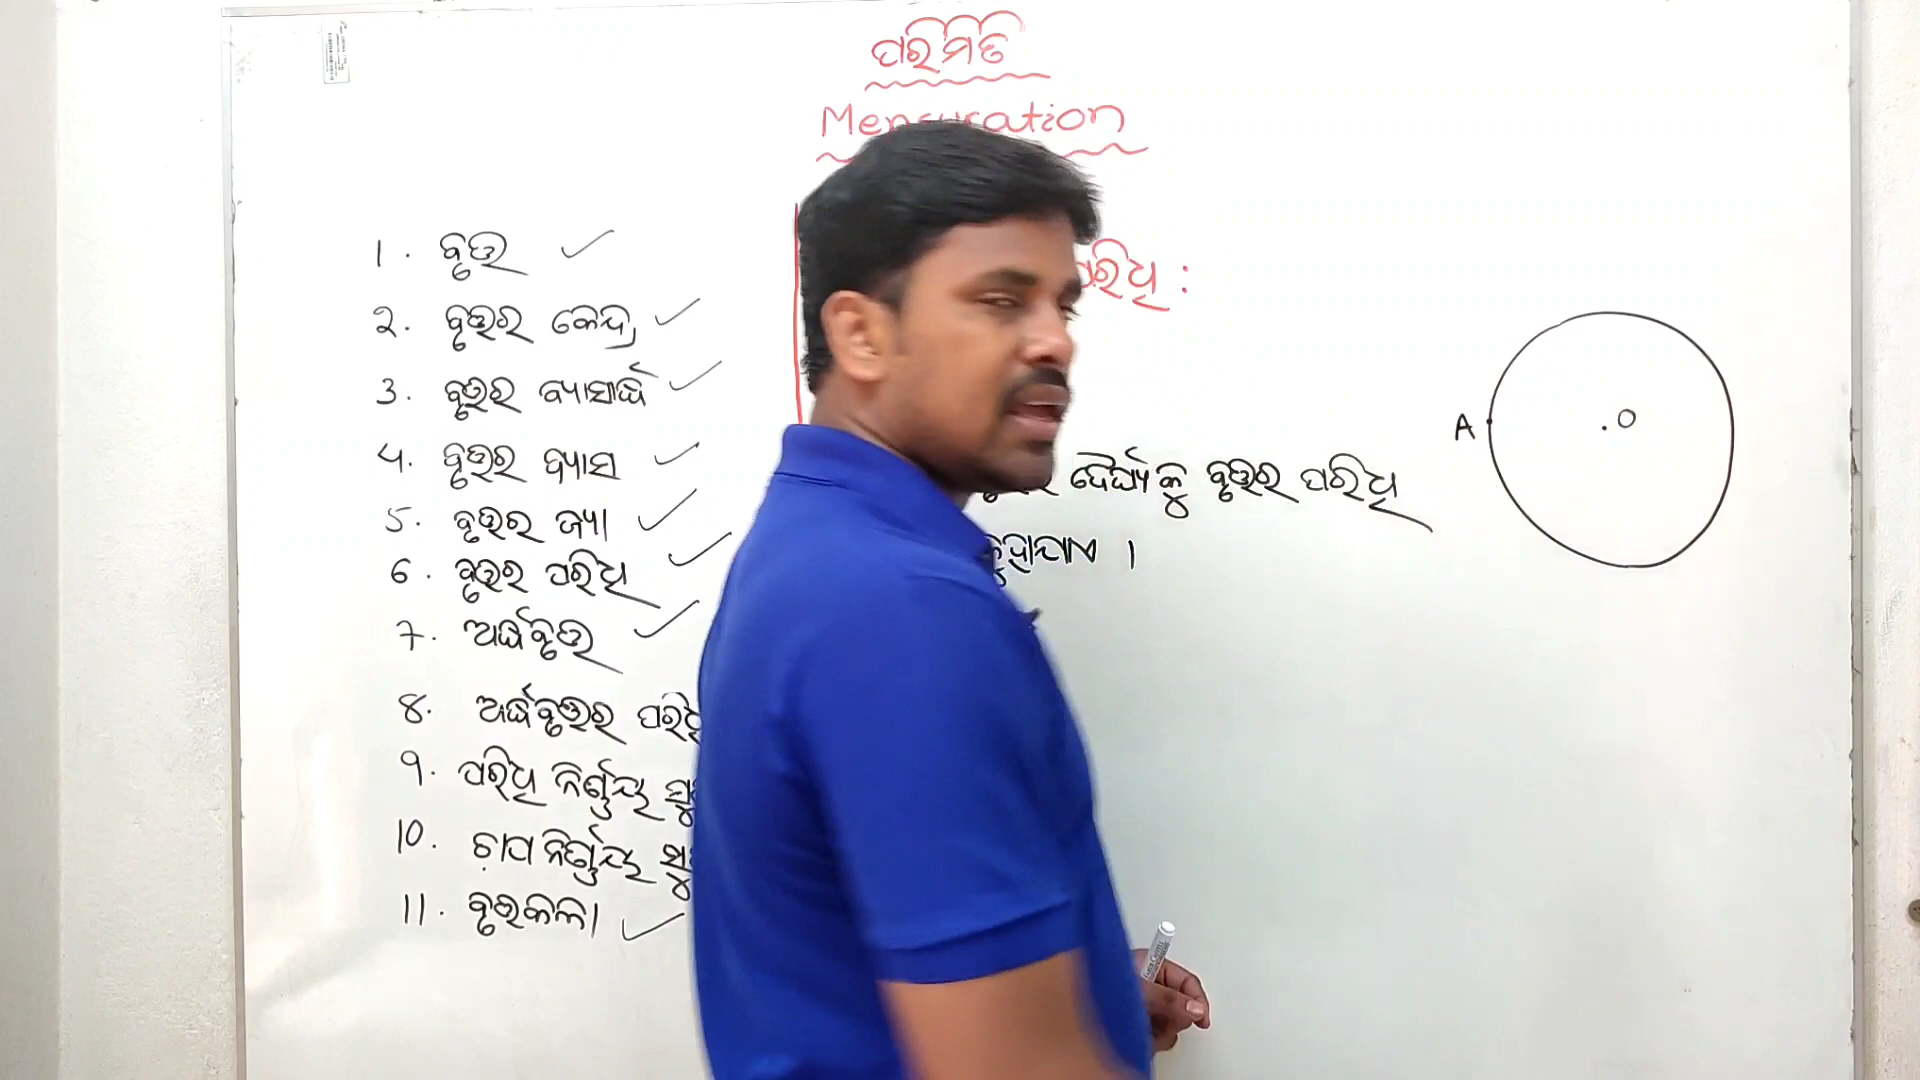 ପରିମିତି
Mensuration
1. ବୃତ୍ତ
2. ବୃତ୍ତର କେନ୍ଦ୍ର
3. ବୃତ୍ତର ବ୍ୟାସାର୍ଦ୍ଧ
4. ବୃତ୍ତର ବ୍ୟାସ
5. ବୃତ୍ତର ଜ୍ୟା
6. ବୃତ୍ତର ପରିଧି
7. ଅର୍ଦ୍ଧବୃତ୍ତ
8. ଅର୍ଦ୍ଧବୃତ୍ତର ପରିଧି
9. ପରିଧି ନିର୍ଣ୍ଣୟ
10. ଚାପ ନିର୍ଣ୍ଣୟ
11. ବୃତ୍ତକଳା
ପରିଧି :
ଦୈର୍ଘ୍ୟକୁ ବୃତ୍ତର ପରିଧି
କୁହାଯାଏ ।
A
O